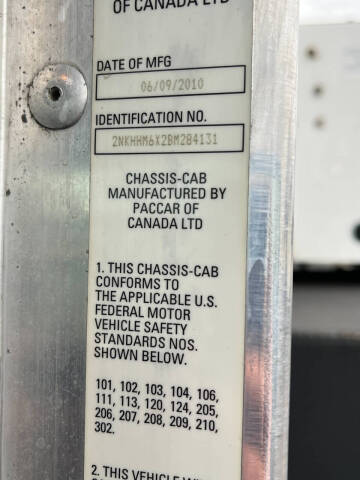 OF CANADA LTD
DATE OF MFG
06/09/2010
IDENTIFICATION NO.
2NKHHM6X2BM284131
CHASSIS-CAB
MANUFACTURED BY
PACCAR OF
CANADA LTD
1. THIS CHASSIS-CAB
CONFORMS TO
THE APPLICABLE U.S.
FEDERAL MOTOR
VEHICLE SAFETY
STANDARDS NOS.
SHOWN BELOW.
101, 102, 103, 104, 106,
111, 113, 120, 124, 205,
206, 207, 208, 209, 210,
302.
2. THIS VEHICLE